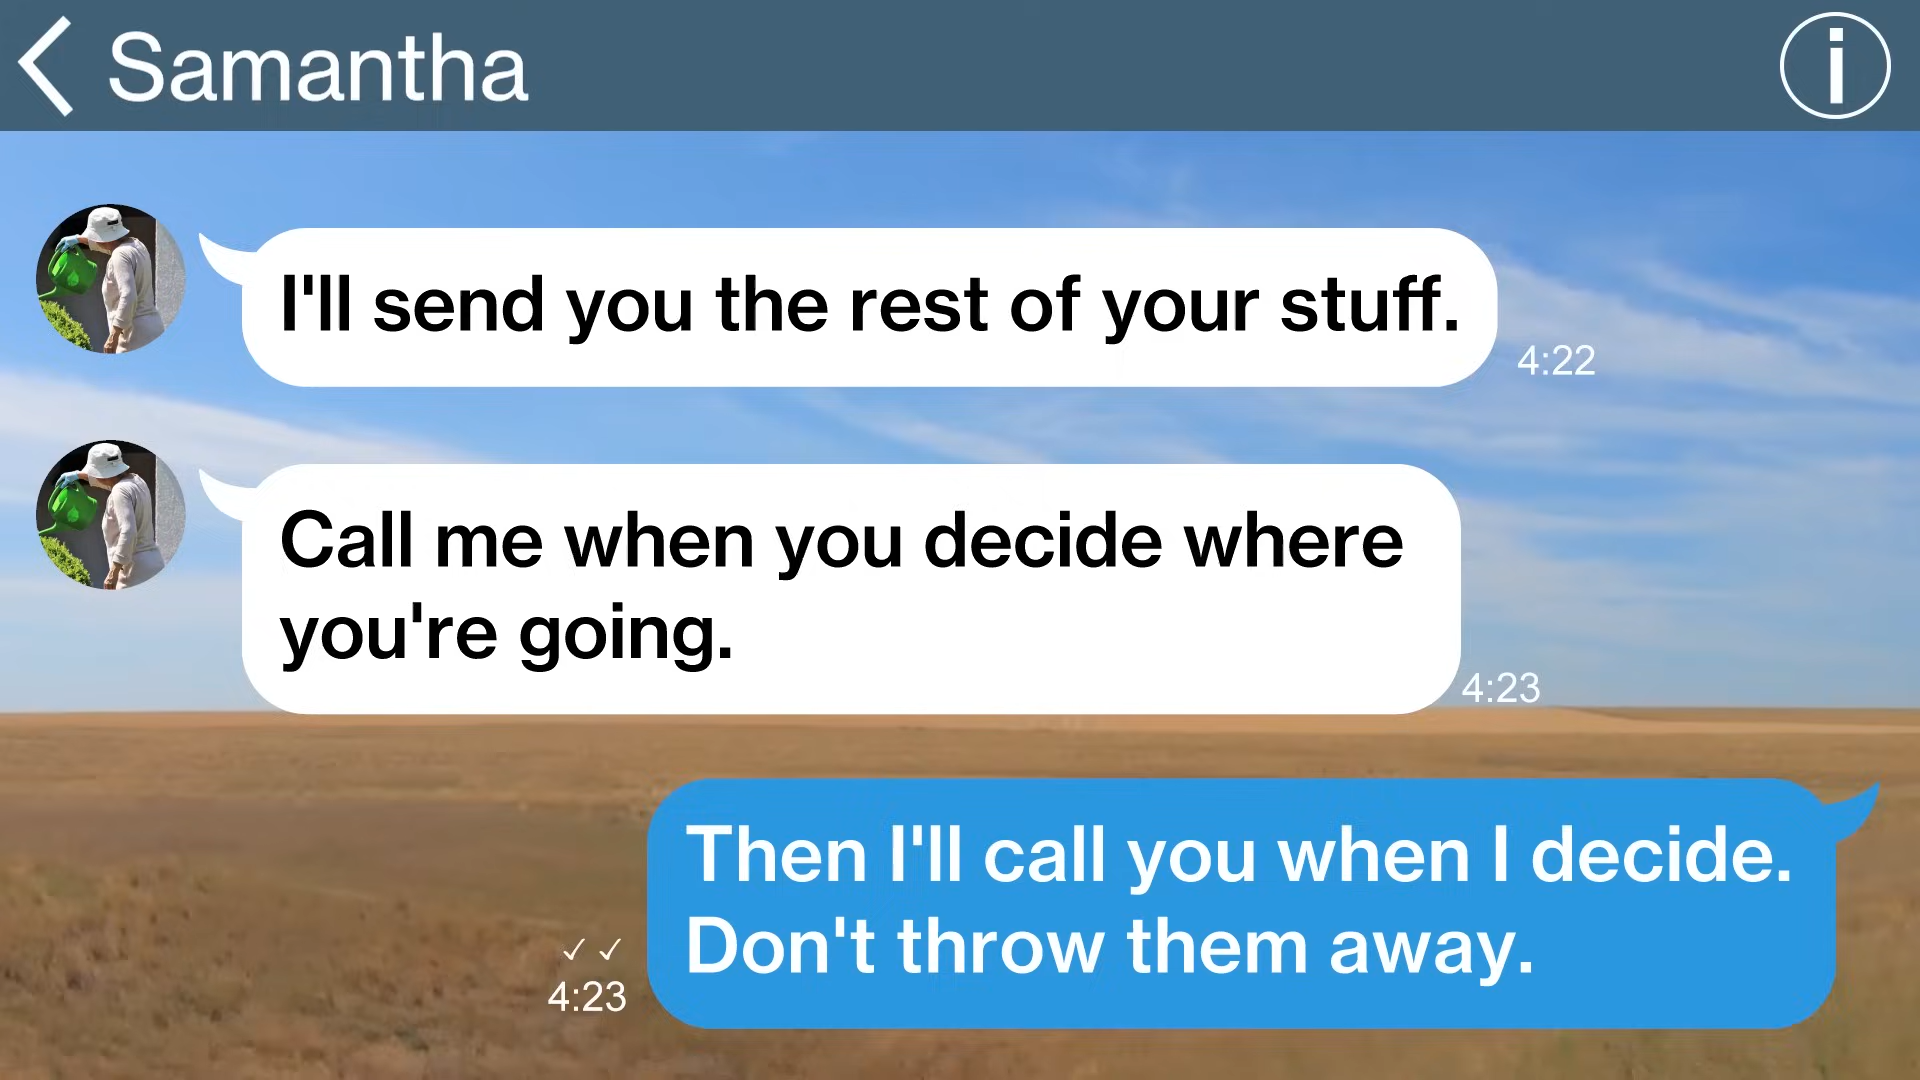 Samantha
I'll send you the rest of your stuff.
4:22
Call me when you decide where
you're going.
4:23
Then I'll call you when I decide.
Don't throw them away.
4:23